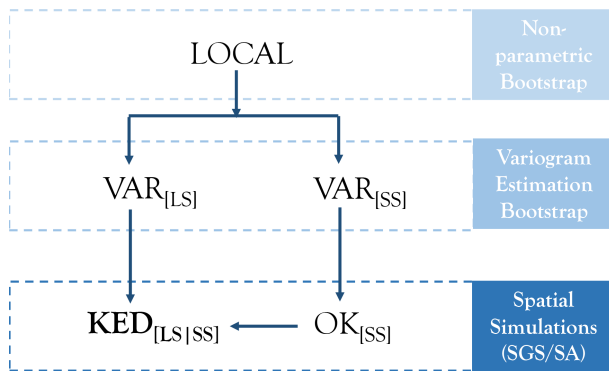 LOCAL
Non-
parametric
Bootstrap
VAR[LS]
VAR[SS]
Variogram
Estimation
Bootstrap
KED[LS|SS]
OK[SS]
Spatial
Simulations
(SGS/SA)